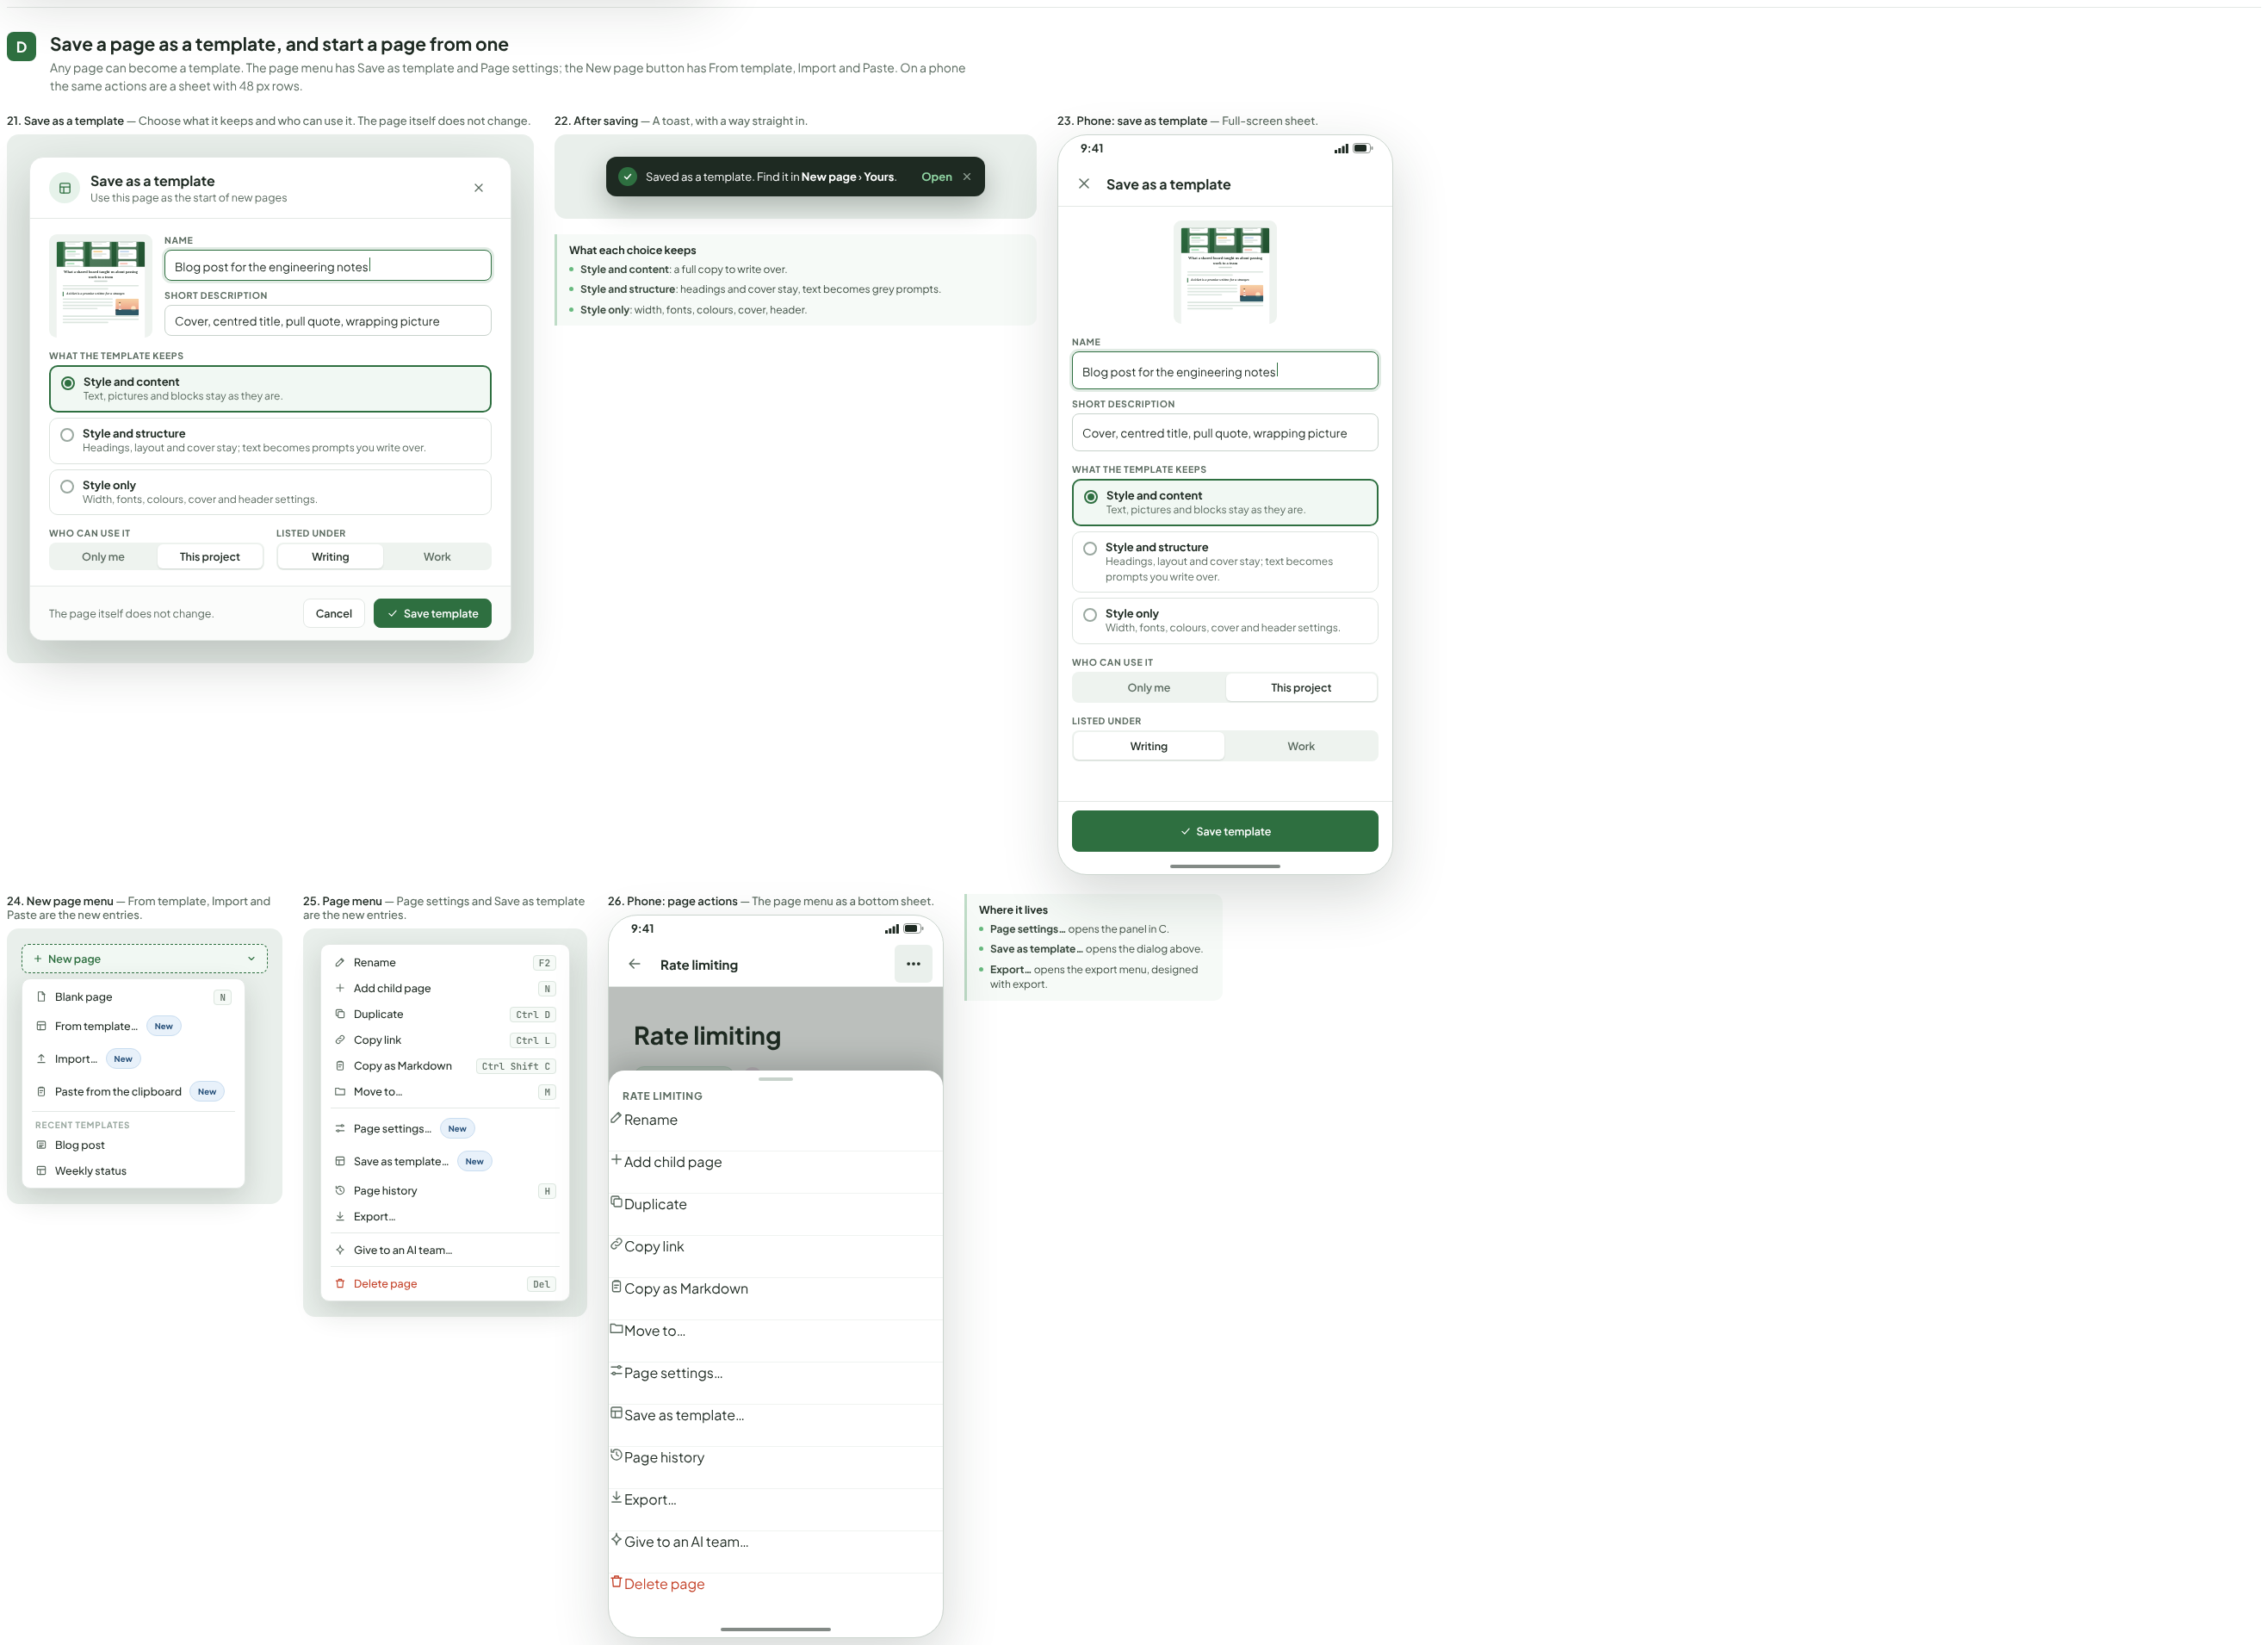 D
Save a page as a template, and start a page from one
Any page can become a template. The page menu has Save as template and Page settings; the New page button has From template, Import and Paste. On a phone
the same actions are a sheet with 48 px rows.
21. Save as a template — Choose what it keeps and who can use it. The page itself does not change.
Save as a template
Use this page as the start of new pages
What a shared board taught us about passing
work in a team
NAME
Blog post for the engineering notes
SHORT DESCRIPTION
Cover, centred title, pull quote, wrapping picture
WHAT THE TEMPLATE KEEPS
Style and content
Text, pictures and blocks stay as they are.
Style and structure
Headings, layout and cover stay; text becomes prompts you write over.
Style only
Width, fonts, colours, cover and header settings.
WHO CAN USE IT
Only me
This project
LISTED UNDER
Writing
Work
The page itself does not change.
Cancel
Save template
22. After saving — A toast, with a way straight in.
Saved as a template. Find it in New page › Yours.
Open
What each choice keeps
Style and content: a full copy to write over.
Style and structure: headings and cover stay, text becomes grey prompts.
Style only: width, fonts, colours, cover, header.
23. Phone: save as template — Full-screen sheet.
9:41
Save as a template
What a shared board taught us about passing
work in a team
NAME
Blog post for the engineering notes
SHORT DESCRIPTION
Cover, centred title, pull quote, wrapping picture
WHAT THE TEMPLATE KEEPS
Style and content
Text, pictures and blocks stay as they are.
Style and structure
Headings, layout and cover stay; text becomes
prompts you write over.
Style only
Width, fonts, colours, cover and header settings.
WHO CAN USE IT
Only me
This project
LISTED UNDER
Writing
Work
Save template
24. New page menu — From template, Import and
Paste are the new entries.
New page
Blank page N
From template… New
Import… New
Paste from the clipboard New
RECENT TEMPLATES
Blog post
Weekly status
25. Page menu — Page settings and Save as template
are the new entries.
Rename F2
Add child page N
Duplicate Ctrl D
Copy link Ctrl L
Copy as Markdown Ctrl Shift C
Move to… M
Page settings… New
Save as template… New
Page history H
Export…
Give to an AI team…
Delete page Del
26. Phone: page actions — The page menu as a bottom sheet.
9:41
Rate limiting
Rate limiting
RATE LIMITING
Rename
Add child page
Duplicate
Copy link
Copy as Markdown
Move to…
Page settings…
Save as template…
Page history
Export…
Give to an AI team…
Delete page
Where it lives
Page settings… opens the panel in C.
Save as template… opens the dialog above.
Export… opens the export menu, designed
with export.